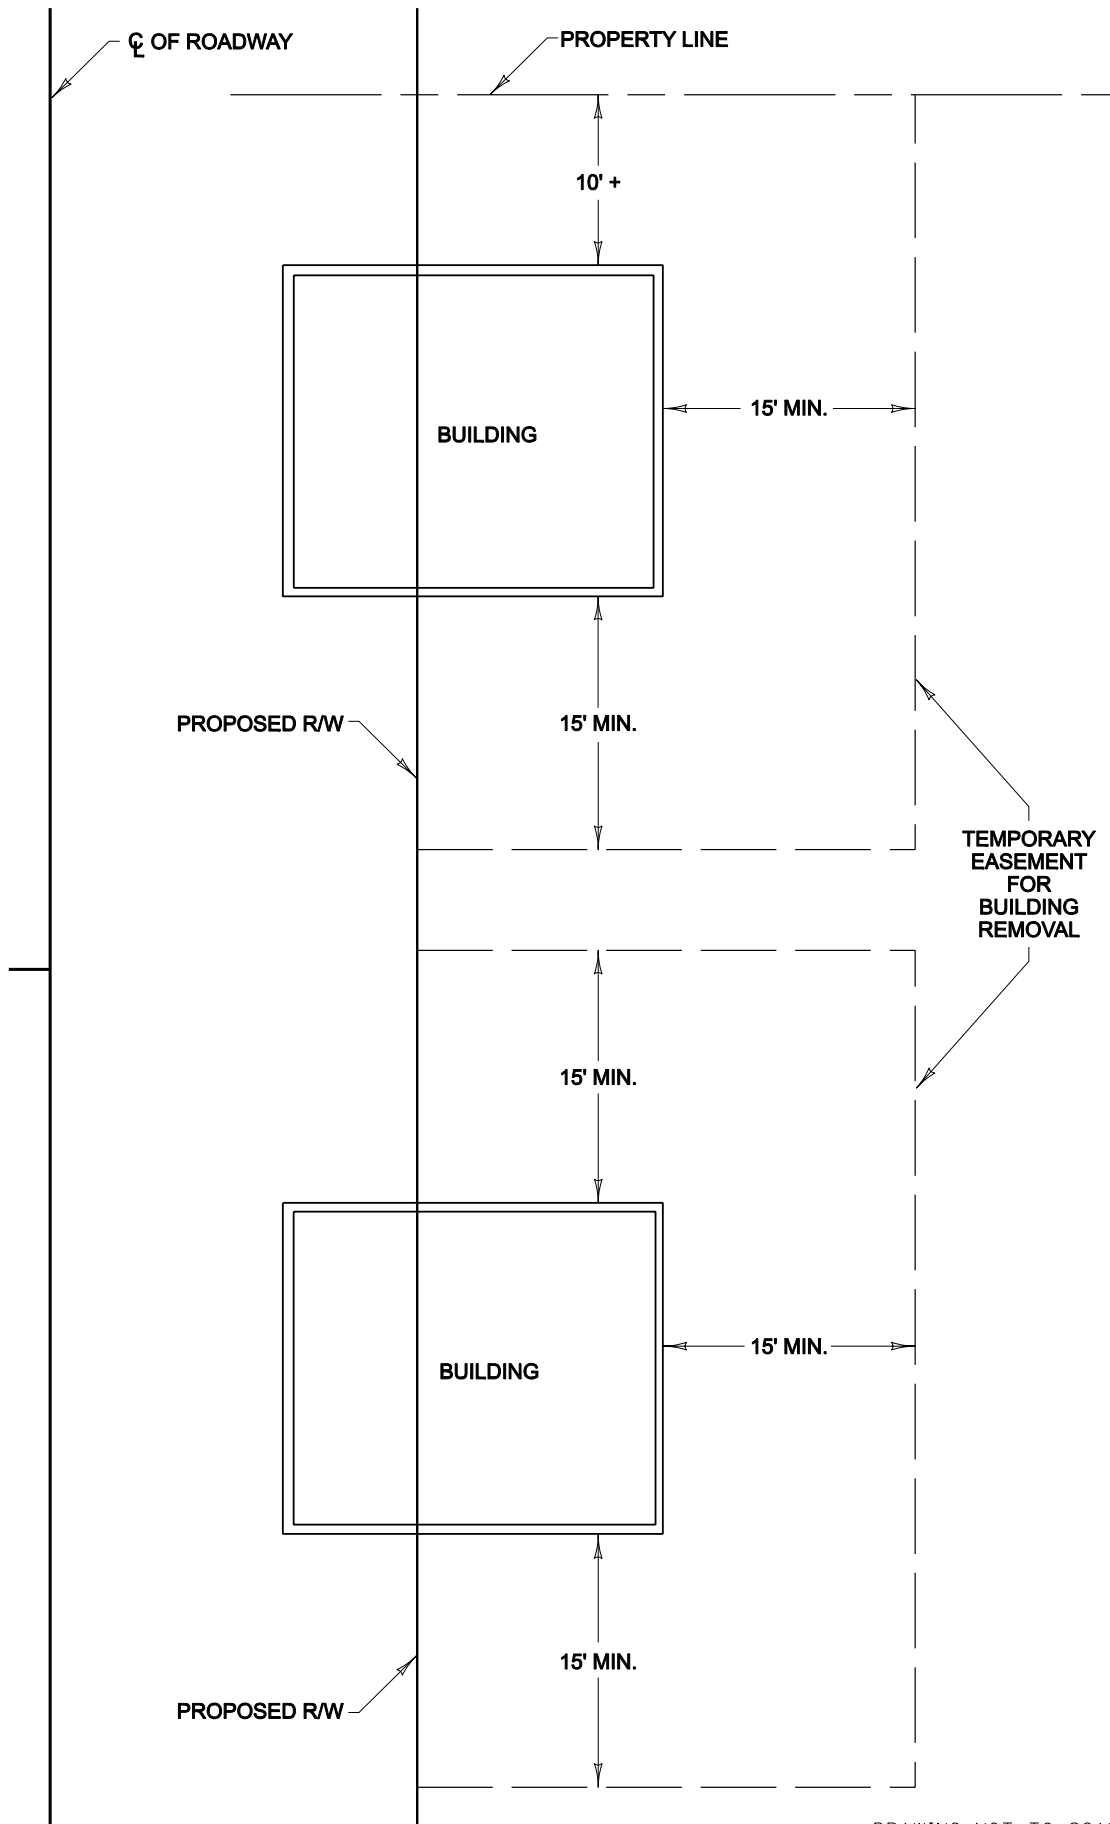 ℄ OF ROADWAY
PROPERTY LINE
10' +
15' MIN.
BUILDING
PROPOSED R/W
15' MIN.
TEMPORARY
EASEMENT
FOR
BUILDING
REMOVAL
15' MIN.
15' MIN.
BUILDING
15' MIN.
PROPOSED R/W